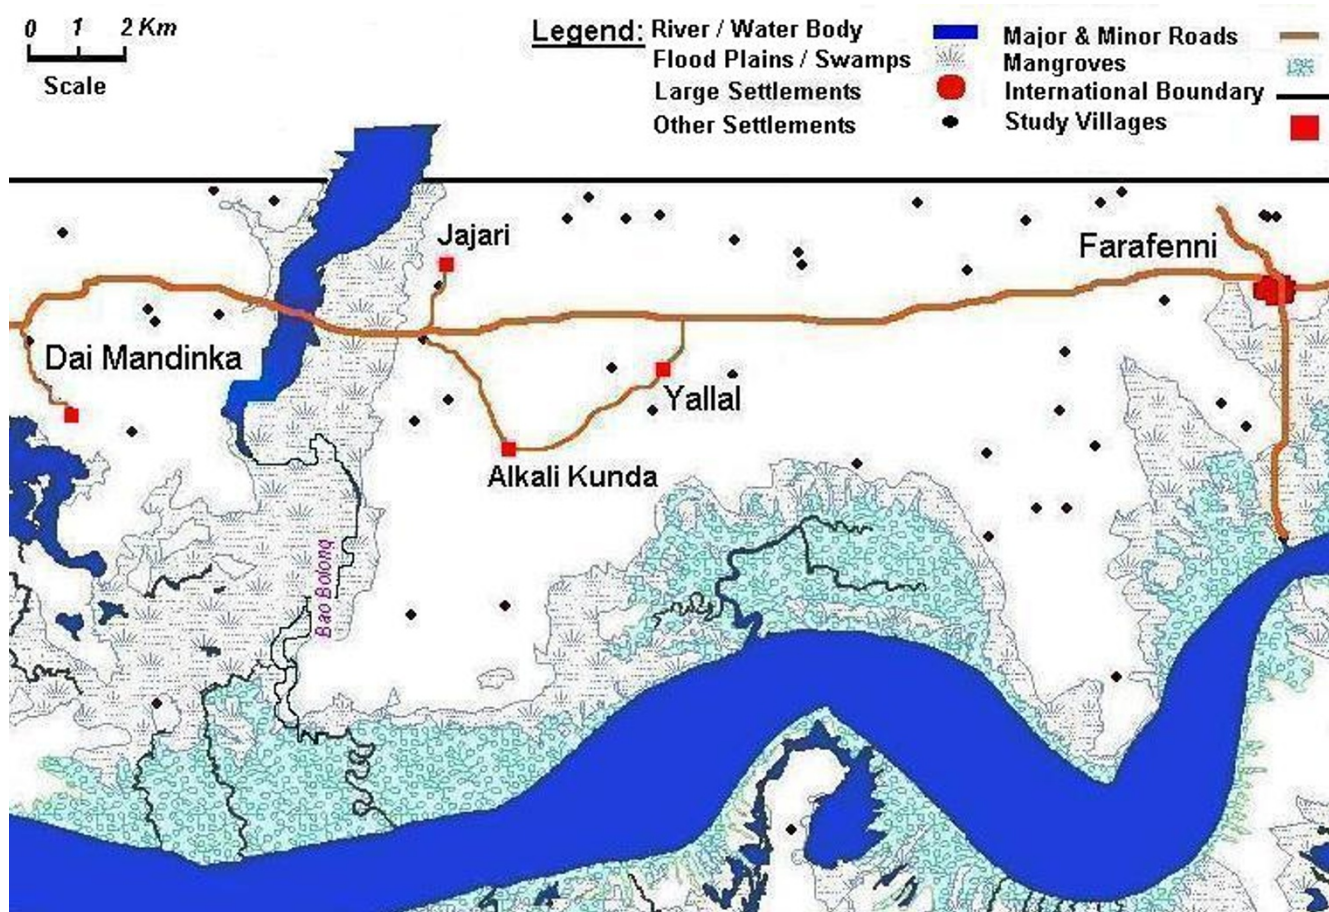 0 1 2 Km
Scale
Legend:
River / Water Body
Flood Plains / Swamps
Large Settlements
Other Settlements
Major & Minor Roads
Mangroves
International Boundary
Study Villages
Jajari
Farafenni
Dai Mandinka
Yallal
Alkali Kunda
Bao Bolong